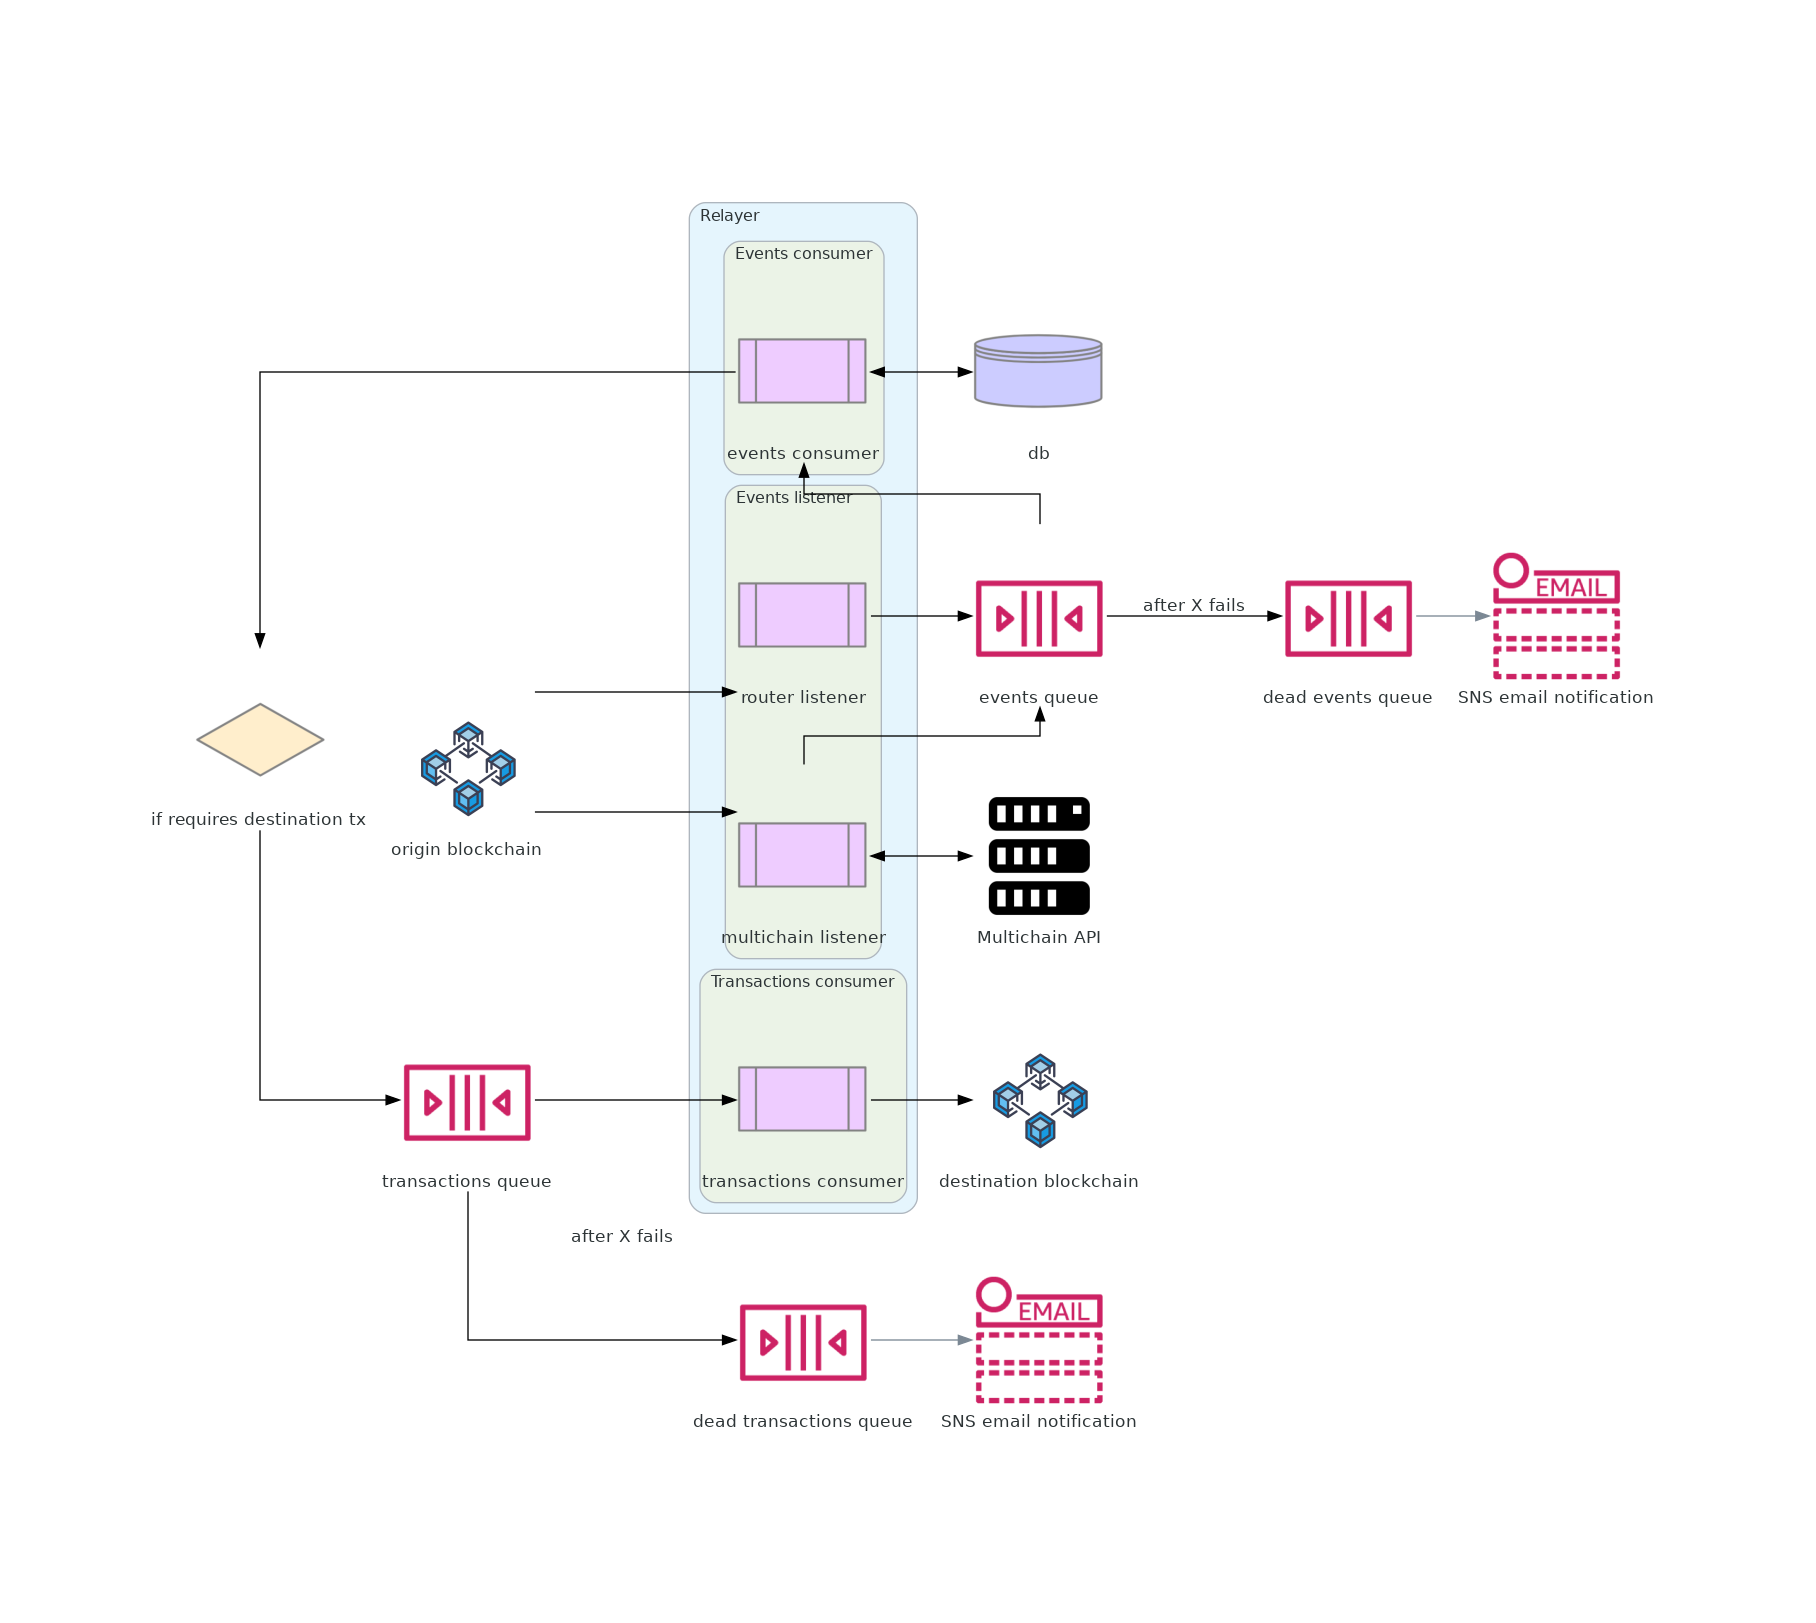 Relayer
Events consumer
events consumer
db
Events listener
EMAIL
after X fails
router listener
events queue
dead events queue
SNS email notification
if requires destination tx
origin blockchain
multichain listener
Multichain API
Transactions consumer
transactions queue
transactions consumer
destination blockchain
after X fails
EMAIL
dead transactions queue
SNS email notification